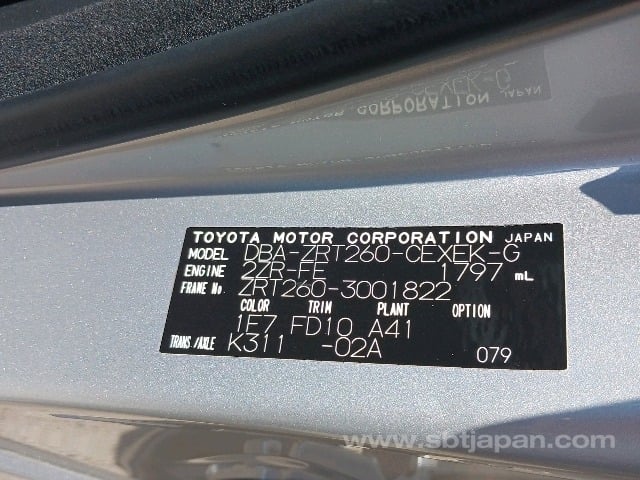 TOYOTA MOTOR CORPORATION JAPAN
MODEL DBA-ZRT260-CEXEK-G
ENGINE 2ZR-FE 1797 mL
FRAME No. ZRT260-3001822
COLOR TRIM PLANT OPTION
1E7 FD10 A41
TRANS/AXLE K311 -02A 079
www.sbtjapan.com